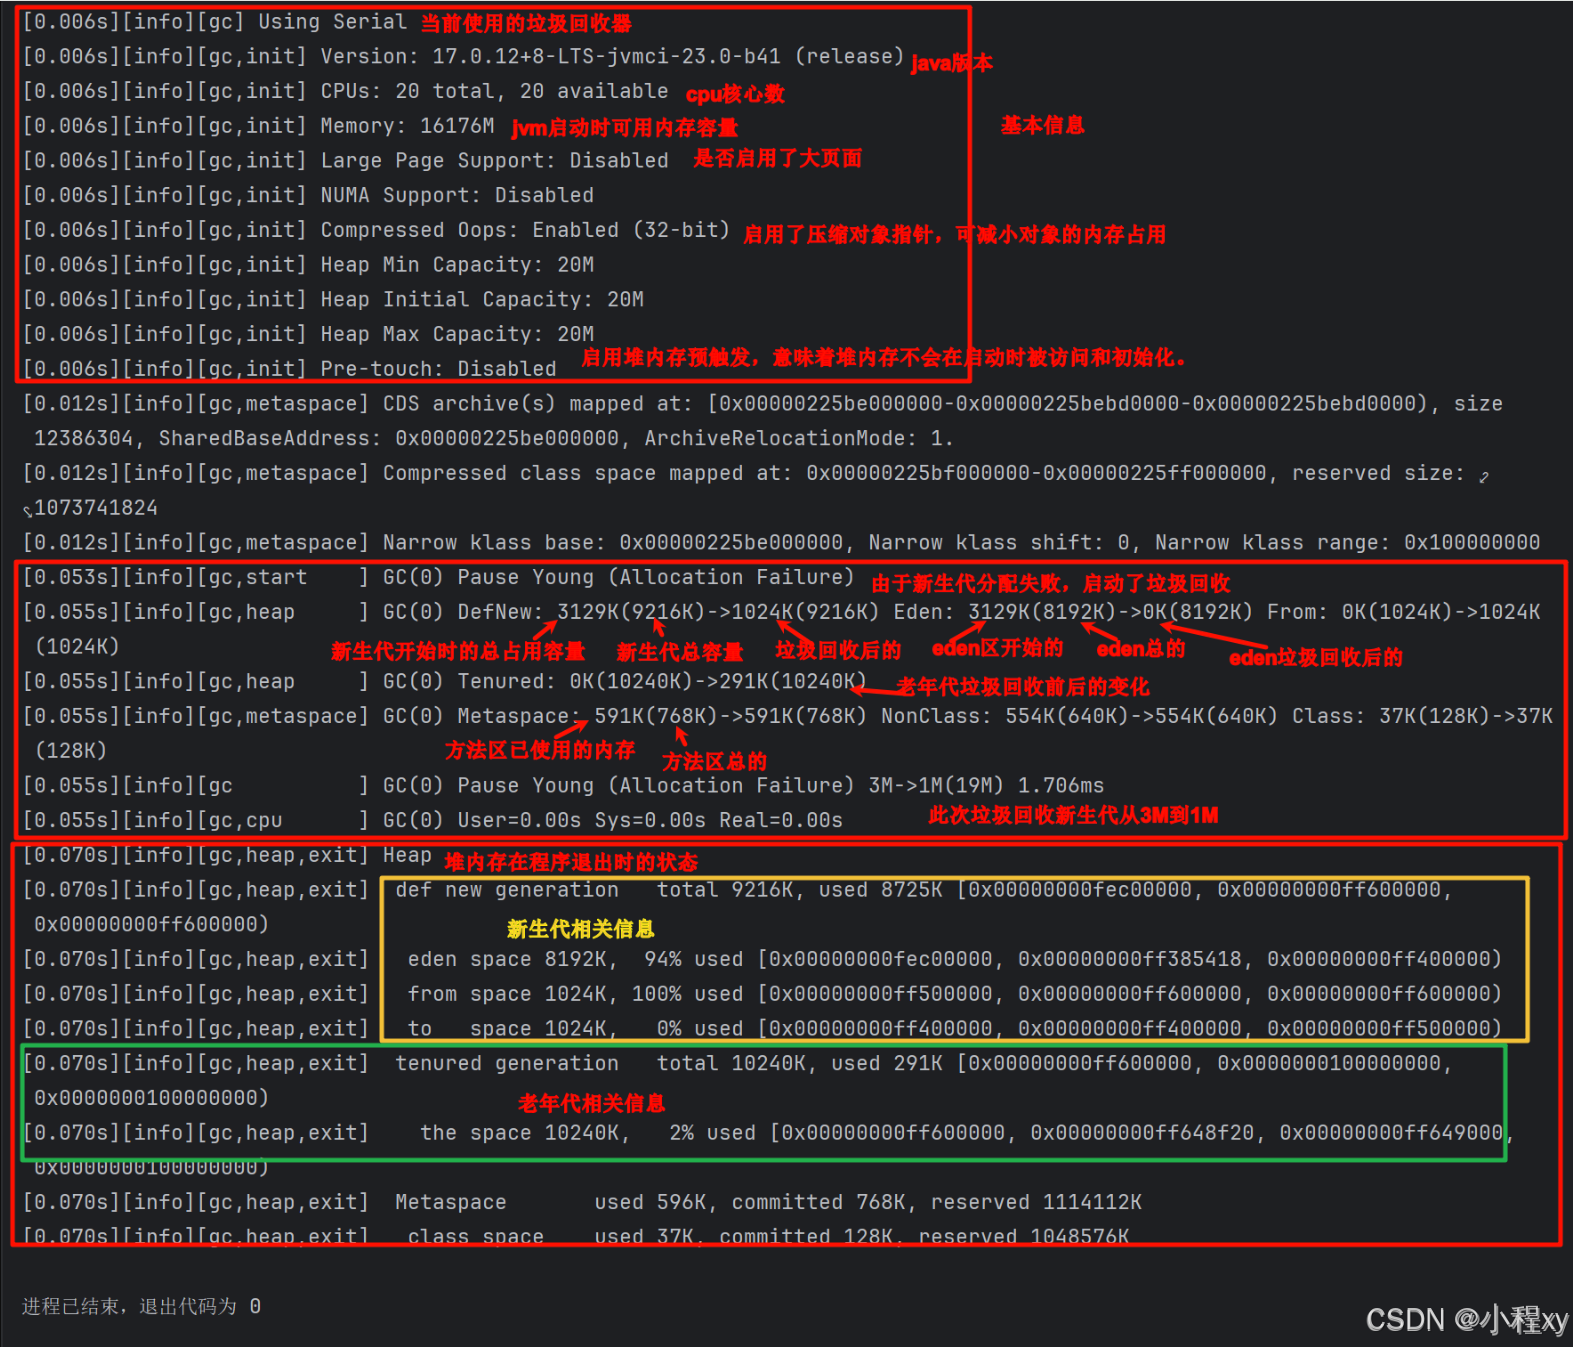 [0.006s][info][gc] Using Serial 当前使用的垃圾回收器
[0.006s][info][gc,init] Version: 17.0.12+8-LTS-jvmci-23.0-b41 (release) java版本
[0.006s][info][gc,init] CPUs: 20 total, 20 available cpu核心数
[0.006s][info][gc,init] Memory: 16176M jvm启动时可用内存容量 基本信息
[0.006s][info][gc,init] Large Page Support: Disabled 是否启用了大页面
[0.006s][info][gc,init] NUMA Support: Disabled
[0.006s][info][gc,init] Compressed Oops: Enabled (32-bit) 启用了压缩对象指针，可减小对象的内存占用
[0.006s][info][gc,init] Heap Min Capacity: 20M
[0.006s][info][gc,init] Heap Initial Capacity: 20M
[0.006s][info][gc,init] Heap Max Capacity: 20M
[0.006s][info][gc,init] Pre-touch: Disabled 启用堆内存预触发，意味着堆内存不会在启动时被访问和初始化。
[0.012s][info][gc,metaspace] CDS archive(s) mapped at: [0x00000225be000000-0x00000225bebd0000-0x00000225bebd0000), size
12386304, SharedBaseAddress: 0x00000225be000000, ArchiveRelocationMode: 1.
[0.012s][info][gc,metaspace] Compressed class space mapped at: 0x00000225bf000000-0x00000225ff000000, reserved size:
1073741824
[0.012s][info][gc,metaspace] Narrow klass base: 0x00000225be000000, Narrow klass shift: 0, Narrow klass range: 0x100000000
[0.053s][info][gc,start    ] GC(0) Pause Young (Allocation Failure) 由于新生代分配失败，启动了垃圾回收
[0.055s][info][gc,heap     ] GC(0) DefNew: 3129K(9216K)->1024K(9216K) Eden: 3129K(8192K)->0K(8192K) From: 0K(1024K)->1024K
(1024K)
新生代开始时的总占用容量 新生代总容量 垃圾回收后的 eden区开始的 eden总的 eden垃圾回收后的
[0.055s][info][gc,heap     ] GC(0) Tenured: 0K(10240K)->291K(10240K) 老年代垃圾回收前后的变化
[0.055s][info][gc,metaspace] GC(0) Metaspace: 591K(768K)->591K(768K) NonClass: 554K(640K)->554K(640K) Class: 37K(128K)->37K
(128K)
方法区已使用的内存 方法区总的
[0.055s][info][gc          ] GC(0) Pause Young (Allocation Failure) 3M->1M(19M) 1.706ms
[0.055s][info][gc,cpu      ] GC(0) User=0.00s Sys=0.00s Real=0.00s 此次垃圾回收新生代从3M到1M
[0.070s][info][gc,heap,exit] Heap 堆内存在程序退出时的状态
[0.070s][info][gc,heap,exit]  def new generation   total 9216K, used 8725K [0x00000000fec00000, 0x00000000ff600000,
0x00000000ff600000)
新生代相关信息
[0.070s][info][gc,heap,exit]   eden space 8192K,  94% used [0x00000000fec00000, 0x00000000ff385418, 0x00000000ff400000)
[0.070s][info][gc,heap,exit]   from space 1024K, 100% used [0x00000000ff500000, 0x00000000ff600000, 0x00000000ff600000)
[0.070s][info][gc,heap,exit]   to   space 1024K,   0% used [0x00000000ff400000, 0x00000000ff400000, 0x00000000ff500000)
[0.070s][info][gc,heap,exit]  tenured generation   total 10240K, used 291K [0x00000000ff600000, 0x0000000100000000,
0x0000000100000000)
老年代相关信息
[0.070s][info][gc,heap,exit]    the space 10240K,   2% used [0x00000000ff600000, 0x00000000ff648f20, 0x00000000ff649000,
0x0000000100000000)
[0.070s][info][gc,heap,exit]  Metaspace       used 596K, committed 768K, reserved 1114112K
[0.070s][info][gc,heap,exit]   class space    used 37K, committed 128K, reserved 1048576K
进程已结束，退出代码为 0
CSDN @小程xy